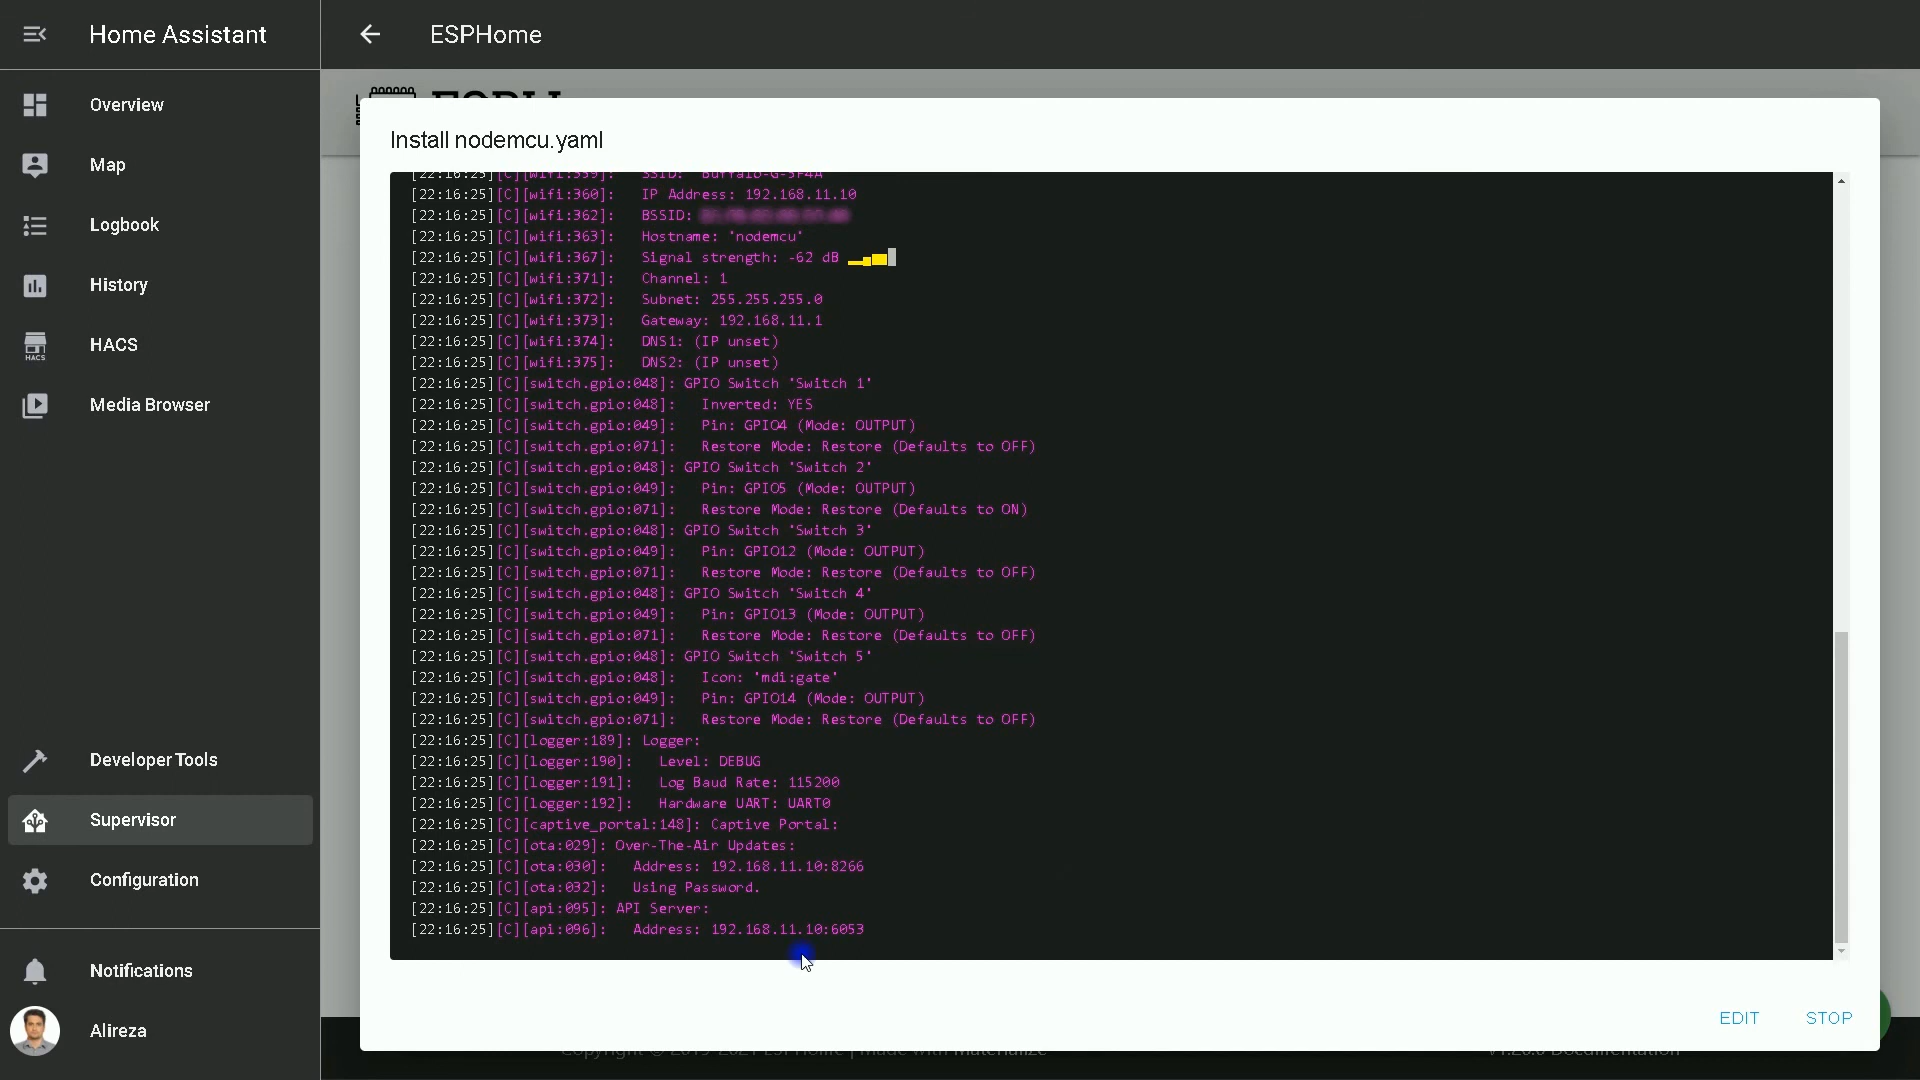 Home Assistant
ESPHome
Overview
Map
Logbook
History
HACS
HACS
Media Browser
Developer Tools
Supervisor
Configuration
Notifications
Alireza
Install nodemcu.yaml
[22:16:25][C][wifi:359]: SSID: 'Buffalo-G-5F4A'
[22:16:25][C][wifi:360]: IP Address: 192.168.11.10
[22:16:25][C][wifi:362]: BSSID:
[22:16:25][C][wifi:363]: Hostname: 'nodemcu'
[22:16:25][C][wifi:367]: Signal strength: -62 dB ▂▄▆█
[22:16:25][C][wifi:371]: Channel: 1
[22:16:25][C][wifi:372]: Subnet: 255.255.255.0
[22:16:25][C][wifi:373]: Gateway: 192.168.11.1
[22:16:25][C][wifi:374]: DNS1: (IP unset)
[22:16:25][C][wifi:375]: DNS2: (IP unset)
[22:16:25][C][switch.gpio:048]: GPIO Switch 'Switch 1'
[22:16:25][C][switch.gpio:048]: Inverted: YES
[22:16:25][C][switch.gpio:049]: Pin: GPIO4 (Mode: OUTPUT)
[22:16:25][C][switch.gpio:071]: Restore Mode: Restore (Defaults to OFF)
[22:16:25][C][switch.gpio:048]: GPIO Switch 'Switch 2'
[22:16:25][C][switch.gpio:049]: Pin: GPIO5 (Mode: OUTPUT)
[22:16:25][C][switch.gpio:071]: Restore Mode: Restore (Defaults to ON)
[22:16:25][C][switch.gpio:048]: GPIO Switch 'Switch 3'
[22:16:25][C][switch.gpio:049]: Pin: GPIO12 (Mode: OUTPUT)
[22:16:25][C][switch.gpio:071]: Restore Mode: Restore (Defaults to OFF)
[22:16:25][C][switch.gpio:048]: GPIO Switch 'Switch 4'
[22:16:25][C][switch.gpio:049]: Pin: GPIO13 (Mode: OUTPUT)
[22:16:25][C][switch.gpio:071]: Restore Mode: Restore (Defaults to OFF)
[22:16:25][C][switch.gpio:048]: GPIO Switch 'Switch 5'
[22:16:25][C][switch.gpio:048]: Icon: 'mdi:gate'
[22:16:25][C][switch.gpio:049]: Pin: GPIO14 (Mode: OUTPUT)
[22:16:25][C][switch.gpio:071]: Restore Mode: Restore (Defaults to OFF)
[22:16:25][C][logger:189]: Logger:
[22:16:25][C][logger:190]: Level: DEBUG
[22:16:25][C][logger:191]: Log Baud Rate: 115200
[22:16:25][C][logger:192]: Hardware UART: UART0
[22:16:25][C][captive_portal:148]: Captive Portal:
[22:16:25][C][ota:029]: Over-The-Air Updates:
[22:16:25][C][ota:030]: Address: 192.168.11.10:8266
[22:16:25][C][ota:032]: Using Password.
[22:16:25][C][api:095]: API Server:
[22:16:25][C][api:096]: Address: 192.168.11.10:6053
EDIT
STOP